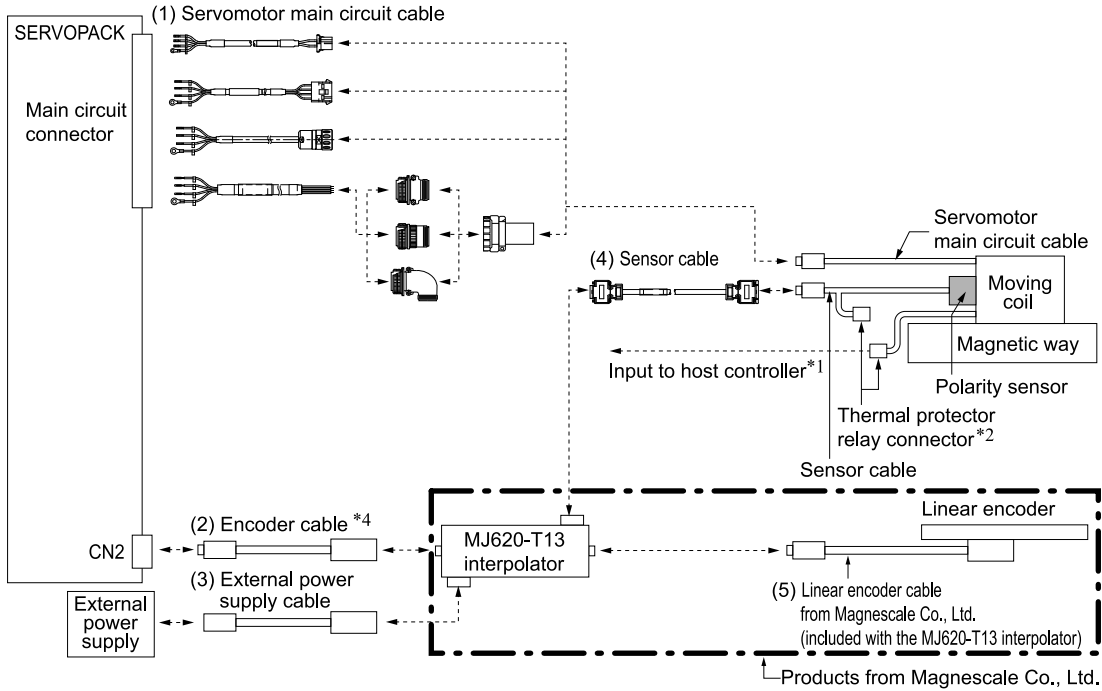 (1) Servomotor main circuit cable
SERVOPACK
Main circuit
connector
Servomotor
main circuit cable
(4) Sensor cable
Moving
coil
Magnetic way
Input to host controller*1
Polarity sensor
Thermal protector
relay connector*2
Sensor cable
Linear encoder
(2) Encoder cable *4
CN2
MJ620-T13
interpolator
(3) External power
supply cable
External
power
supply
(5) Linear encoder cable
from Magnescale Co., Ltd.
(included with the MJ620-T13 interpolator)
Products from Magnescale Co., Ltd.